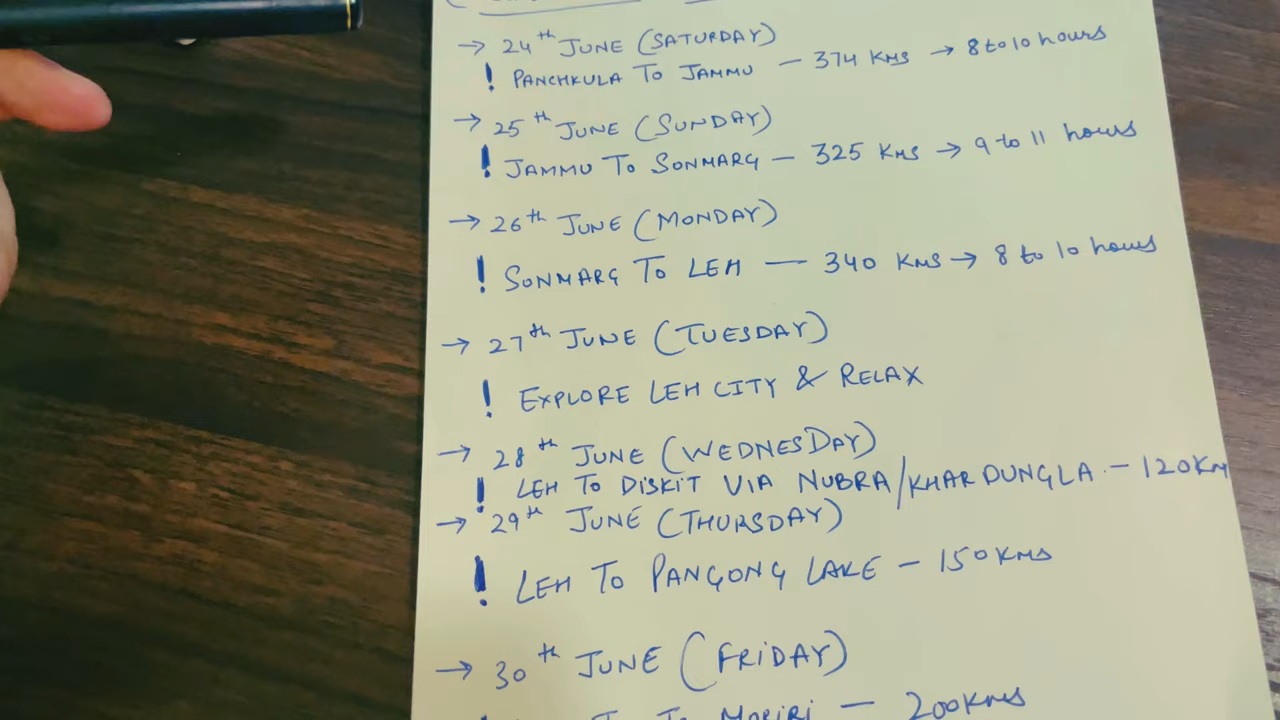 → 24th JUNE (SATURDAY)
! PANCHKULA TO JAMMU — 374 KMS → 8 to 10 hours
→ 25th JUNE (SUNDAY)
! JAMMU TO SONMARG — 325 KMS → 9 to 11 hours
→ 26th JUNE (MONDAY)
! SONMARG TO LEH — 340 KMS → 8 to 10 hours
→ 27th JUNE (TUESDAY)
! EXPLORE LEH CITY & RELAX
→ 28th JUNE (WEDNESDAY)
! LEH TO DISKIT VIA NUBRA/KHARDUNGLA - 120KM
→ 29th JUNE (THURSDAY)
! LEH TO PANGONG LAKE - 150KMS
→ 30th JUNE (FRIDAY)
TO MORIRI — 200KMS